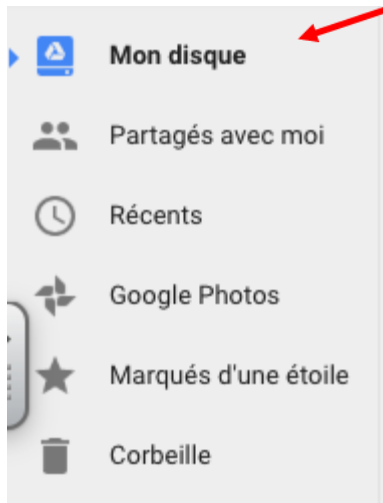 Mon disque
Partagés avec moi
Récents
Google Photos
Marqués d'une étoile
Corbeille